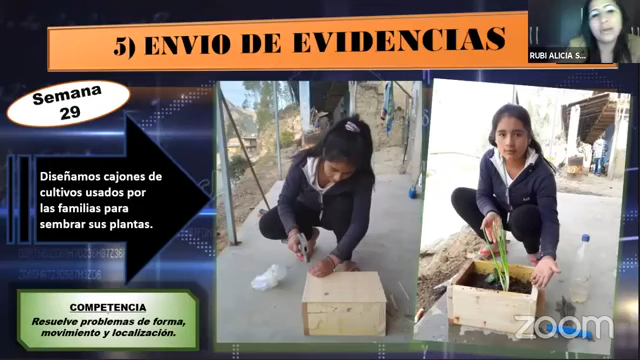 5) ENVIO DE EVIDENCIAS
RUBI ALICIA S...
Semana
29
Diseñamos cajones de
cultivos usados por
las familias para
sembrar sus plantas.
COMPETENCIA
Resuelve problemas de forma,
movimiento y localización.
zoom